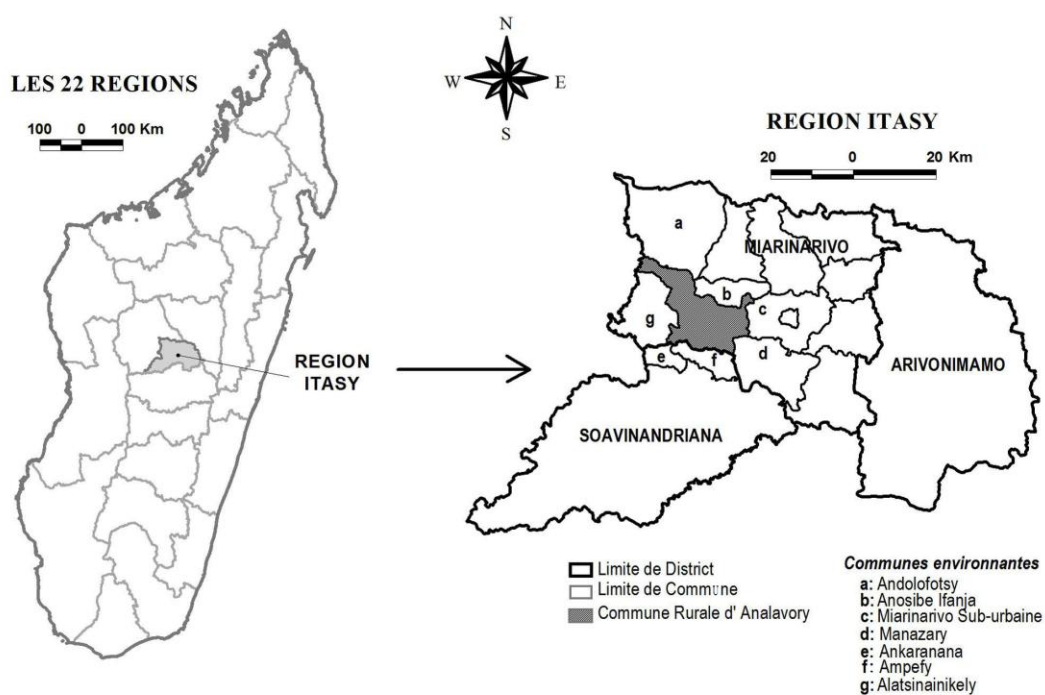 LES 22 REGIONS
100 0 100 Km
REGION
ITASY
N
W E
S
REGION ITASY
20 0 20 Km
a
MIARINARIVO
b
c
g
d
e
f
ARIVONIMAMO
SOAVINANDRIANA
Limite de District
Limite de Commune
Commune Rurale d' Analavory
Communes environnantes
a: Andolofotsy
b: Anosibe Ifanja
c: Miarinarivo Sub-urbaine
d: Manazary
e: Ankaranana
f: Ampefy
g: Alatsinainikely